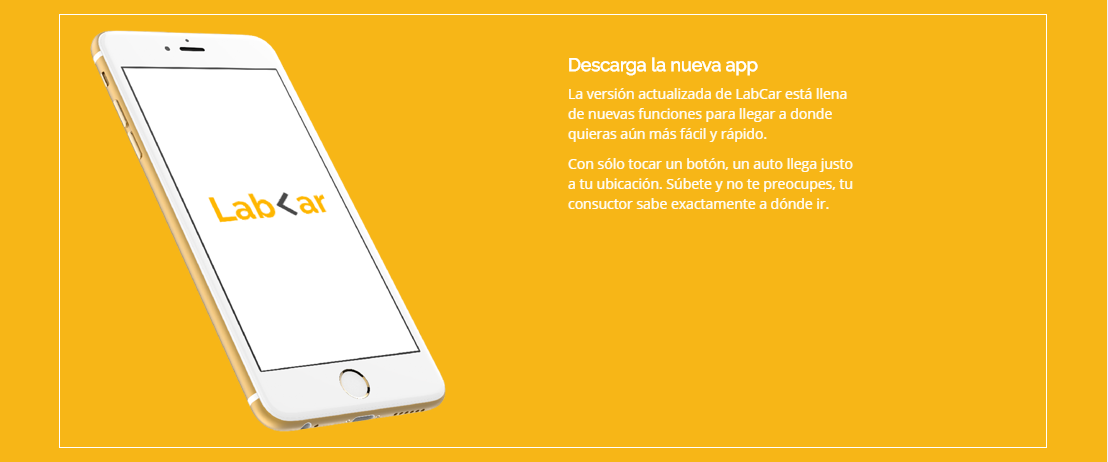 Descarga la nueva app
La versión actualizada de LabCar está llena
de nuevas funciones para llegar a donde
quieras aún más fácil y rápido.
Con sólo tocar un botón, un auto llega justo
a tu ubicación. Súbete y no te preocupes, tu
consuctor sabe exactamente a dónde ir.
LabCar